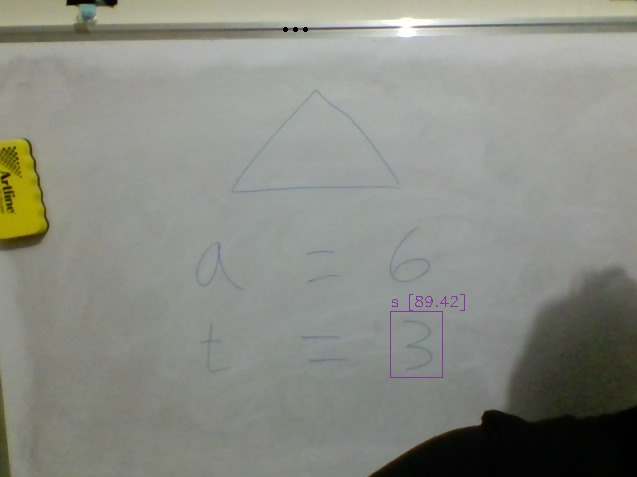 Artline
a = 6
s [89.42]
t = 3